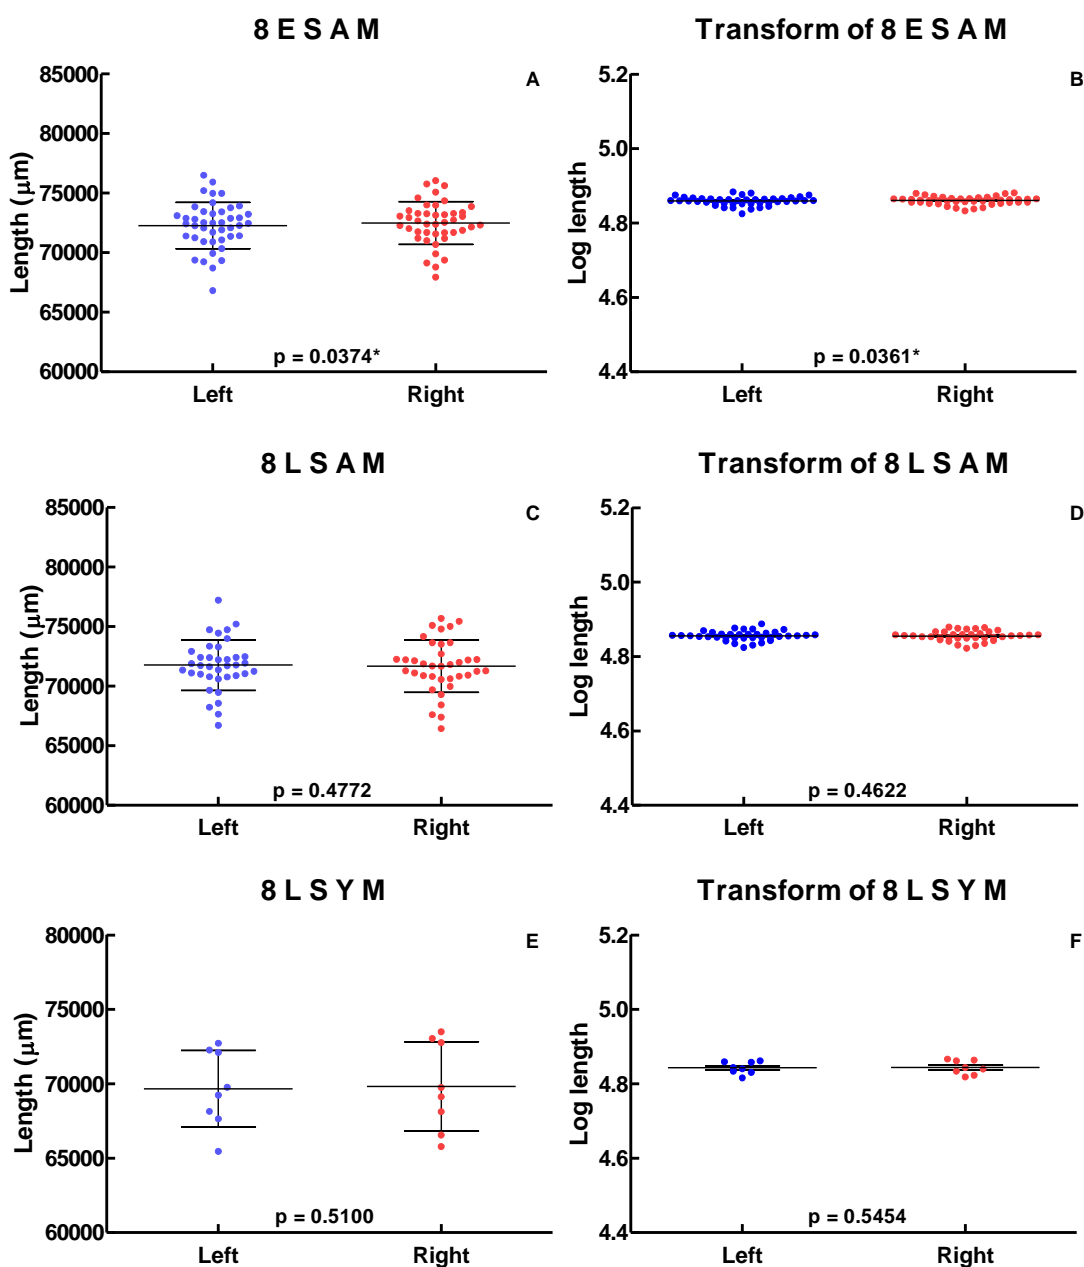 8 E S A M
A
85000
80000
75000
70000
65000
60000
Length (μm)
p = 0.0374*
Left
Right
Transform of 8 E S A M
B
5.2
5.0
4.8
4.6
4.4
Log length
p = 0.0361*
Left
Right
8 L S A M
C
85000
80000
75000
70000
65000
60000
Length (μm)
p = 0.4772
Left
Right
Transform of 8 L S A M
D
5.2
5.0
4.8
4.6
4.4
Log length
p = 0.4622
Left
Right
8 L S Y M
E
80000
75000
70000
65000
60000
Length (μm)
p = 0.5100
Left
Right
Transform of 8 L S Y M
F
5.2
5.0
4.8
4.6
4.4
Log length
p = 0.5454
Left
Right